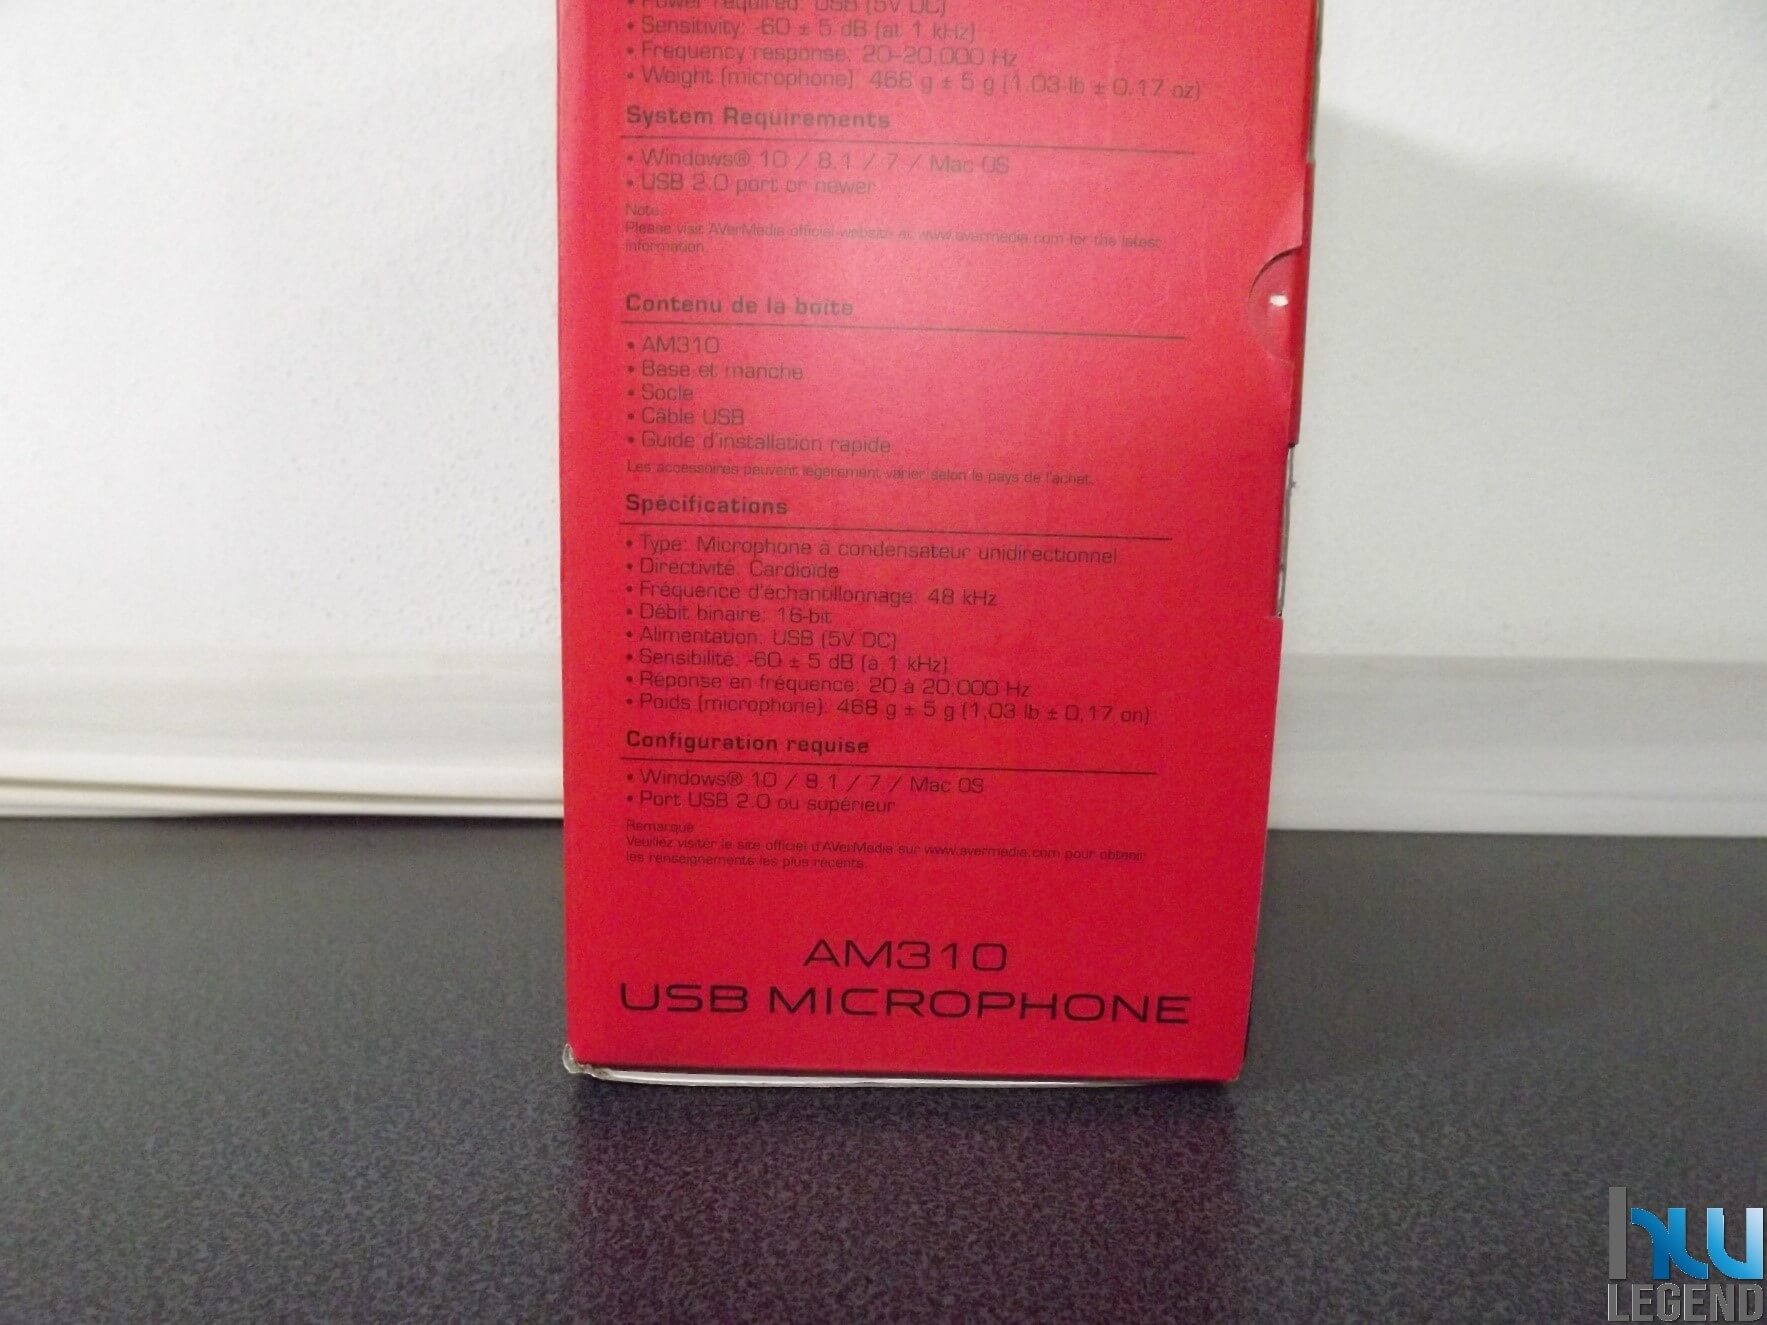 • Power required: USB (5V DC)
• Sensitivity: -60 ± 5 dB (at 1 kHz)
• Frequency response: 20-20,000 Hz
• Weight (microphone): 468 g ± 5 g (1.03 lb ± 0.17 oz)
System Requirements
• Windows® 10 / 8.1 / 7 / Mac OS
• USB 2.0 port or newer
Note
Please visit AVerMedia official website at www.avermedia.com for the latest
information.
Contenu de la boîte
• AM310
• Base et manche
• Socle
• Câble USB
• Guide d'installation rapide
Les accessoires peuvent légèrement varier selon le pays de l'achat.
Spécifications
• Type: Microphone à condensateur unidirectionnel
• Directivité: Cardioïde
• Fréquence d'échantillonnage: 48 kHz
• Débit binaire: 16-bit
• Alimentation: USB (5V DC)
• Sensibilité: -60 ± 5 dB (à 1 kHz)
• Réponse en fréquence: 20 à 20,000 Hz
• Poids (microphone): 468 g ± 5 g (1,03 lb ± 0,17 on)
Configuration requise
• Windows® 10 / 8.1 / 7 / Mac OS
• Port USB 2.0 ou supérieur
Remarque
Veuillez visiter le site officiel d'AVerMedia sur www.avermedia.com pour obtenir
les renseignements les plus récents.
AM310
USB MICROPHONE
LEGEND